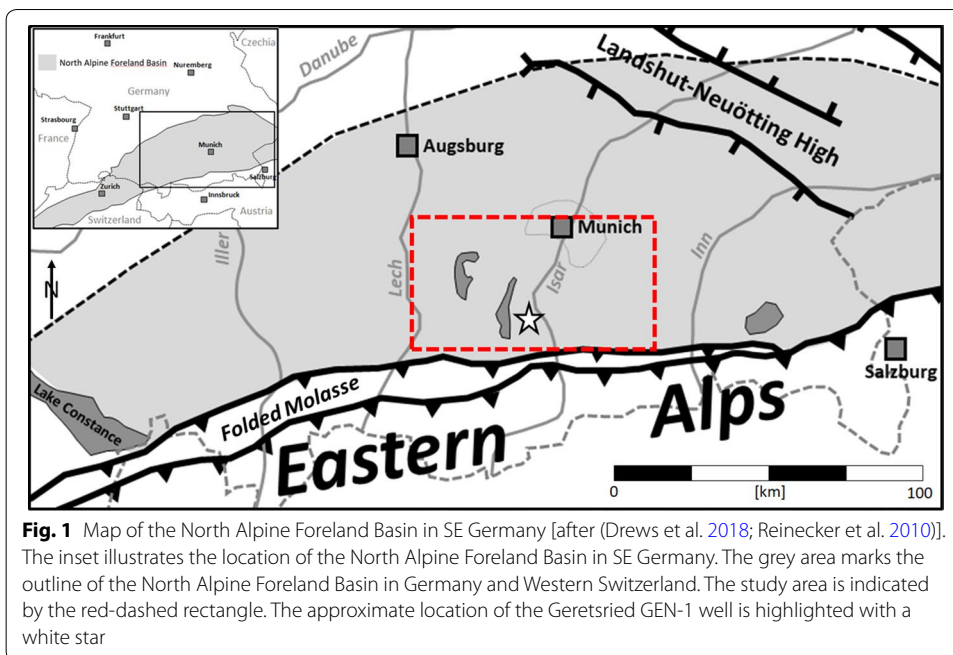 Frankfurt
Czechia
North Alpine Foreland Basin
Nuremberg
Germany
Stuttgart
Strasbourg
France
Munich
Salzburg
Zurich
Innsbruck
Switzerland
Austria
Danube
Landshut-Neuötting High
Augsburg
Munich
Iller
Lech
Isar
Inn
N
Salzburg
Lake Constance
Folded Molasse
Eastern Alps
0 [km] 100
Fig. 1 Map of the North Alpine Foreland Basin in SE Germany [after (Drews et al. 2018; Reinecker et al. 2010)].
The inset illustrates the location of the North Alpine Foreland Basin in SE Germany. The grey area marks the
outline of the North Alpine Foreland Basin in Germany and Western Switzerland. The study area is indicated
by the red-dashed rectangle. The approximate location of the Geretsried GEN-1 well is highlighted with a
white star